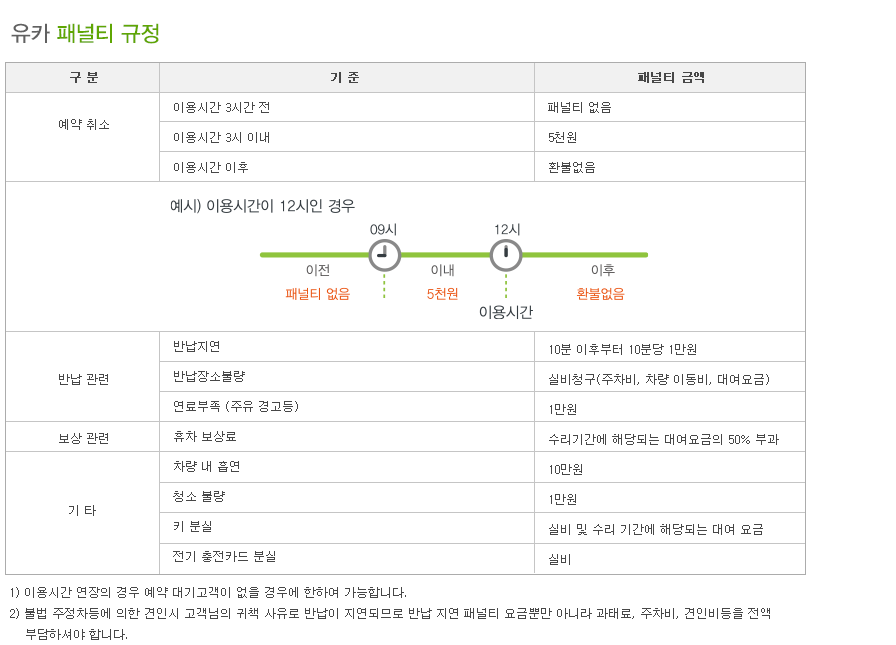 유카 패널티 규정
구 분 기 준 패널티 금액
예약 취소
이용시간 3시간 전 패널티 없음
이용시간 3시 이내 5천원
이용시간 이후 환불없음
예시) 이용시간이 12시인 경우
09시 12시
이전 이내 이후
패널티 없음 5천원 환불없음
이용시간
반납 관련
반납지연 10분 이후부터 10분당 1만원
반납장소불량 실비청구(주차비, 차량 이동비, 대여요금)
연료부족 (주유 경고등) 1만원
보상 관련 휴차 보상료 수리기간에 해당되는 대여요금의 50% 부과
기 타
차량 내 흡연 10만원
청소 불량 1만원
키 분실 실비 및 수리 기간에 해당되는 대여 요금
전기 충전카드 분실 실비
1) 이용시간 연장의 경우 예약 대기고객이 없을 경우에 한하여 가능합니다.
2) 불법 주정차등에 의한 견인시 고객님의 귀책 사유로 반납이 지연되므로 반납 지연 패널티 요금뿐만 아니라 과태료, 주차비, 견인비등을 전액
부담하셔야 합니다.